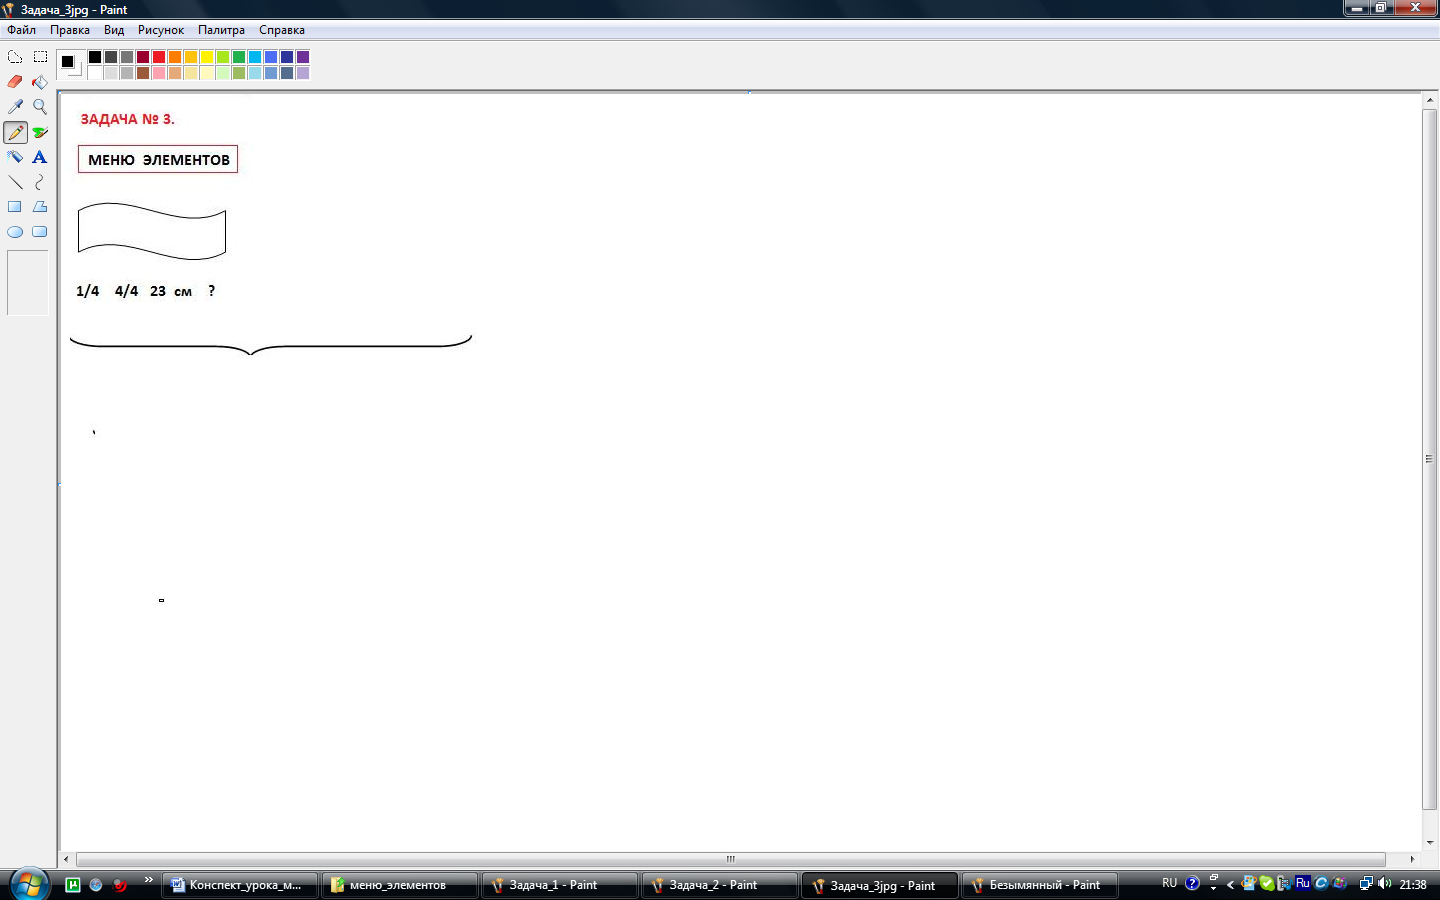 Задача_3jpg - Paint
Файл Правка Вид Рисунок Палитра Справка
ЗАДАЧА № 3.
МЕНЮ ЭЛЕМЕНТОВ
1/4 4/4 23 см ?
Конспект_урока_м... меню_элементов Задача_1 - Paint Задача_2 - Paint Задача_3jpg - Paint Безымянный - Paint RU Ru 21:38